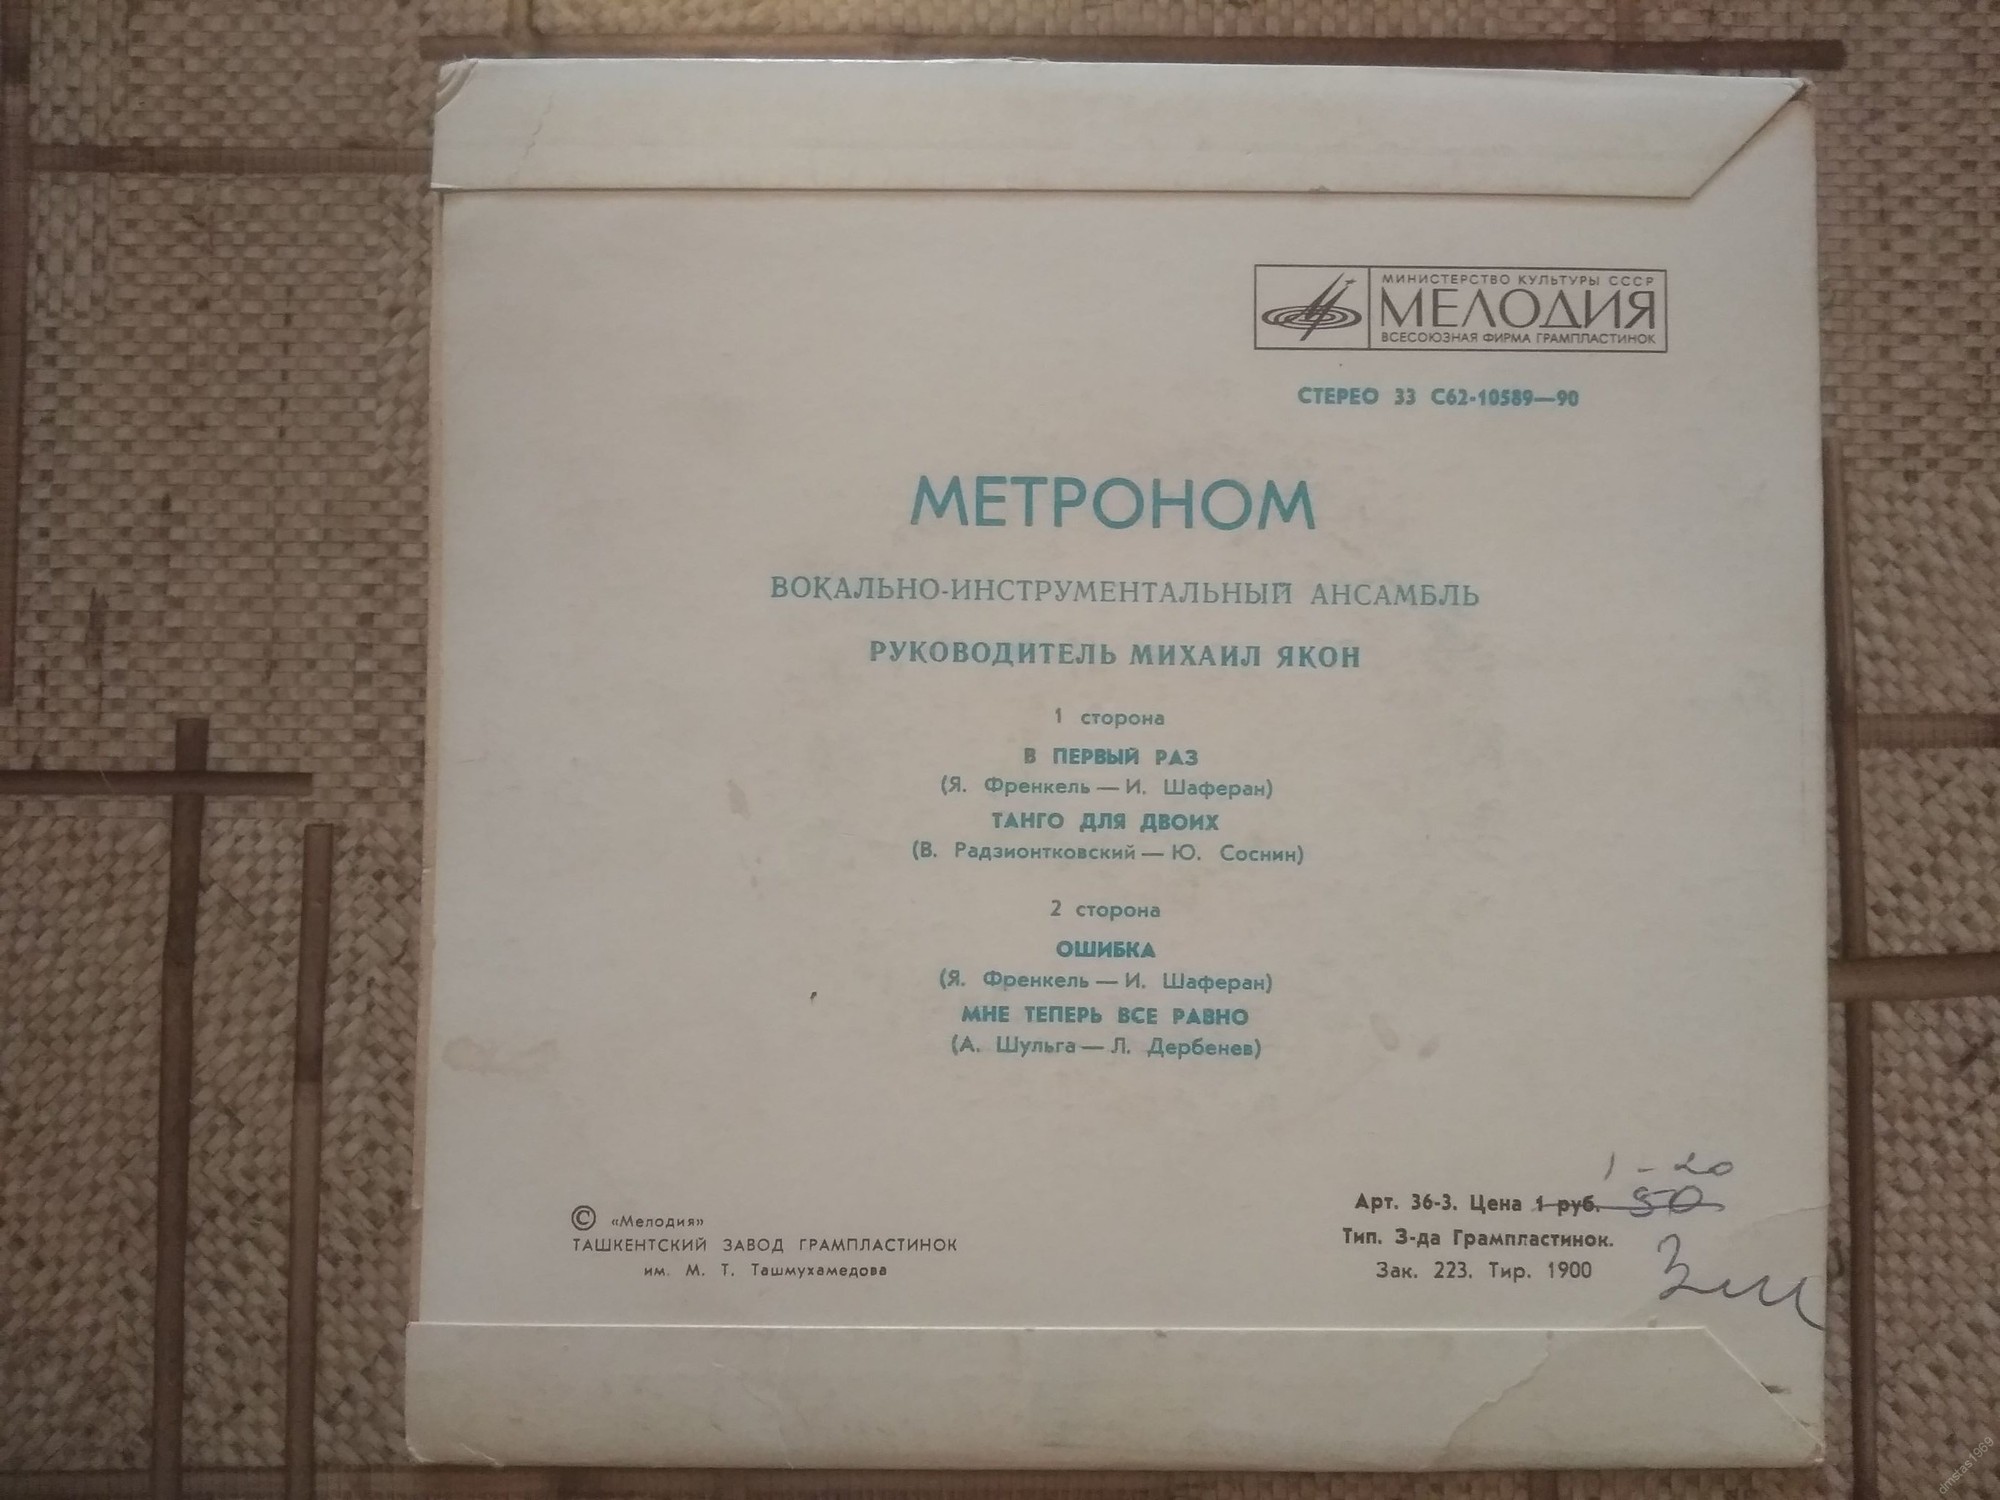 МИНИСТЕРСТВО КУЛЬТУРЫ СССР
МЕЛОДИЯ
ВСЕСОЮЗНАЯ ФИРМА ГРАМПЛАСТИНОК
СТЕРЕО 33 С62-10589—90
МЕТРОНОМ
ВОКАЛЬНО-ИНСТРУМЕНТАЛЬНЫЙ АНСАМБЛЬ
РУКОВОДИТЕЛЬ МИХАИЛ ЯКОН
1 сторона
В ПЕРВЫЙ РАЗ
(Я. Френкель — И. Шаферан)
ТАНГО ДЛЯ ДВОИХ
(В. Радзионтковский — Ю. Соснин)
2 сторона
ОШИБКА
(Я. Френкель — И. Шаферан)
МНЕ ТЕПЕРЬ ВСЕ РАВНО
(А. Шульга — Л. Дербенев)
© «Мелодия»
ТАШКЕНТСКИЙ ЗАВОД ГРАМПЛАСТИНОК
им. М. Т. Ташмухамедова
1-20
Арт. 36-3. Цена 1 руб. 50
Тип. З-да Грампластинок.
Зак. 223. Тир. 1900
dmstas1969